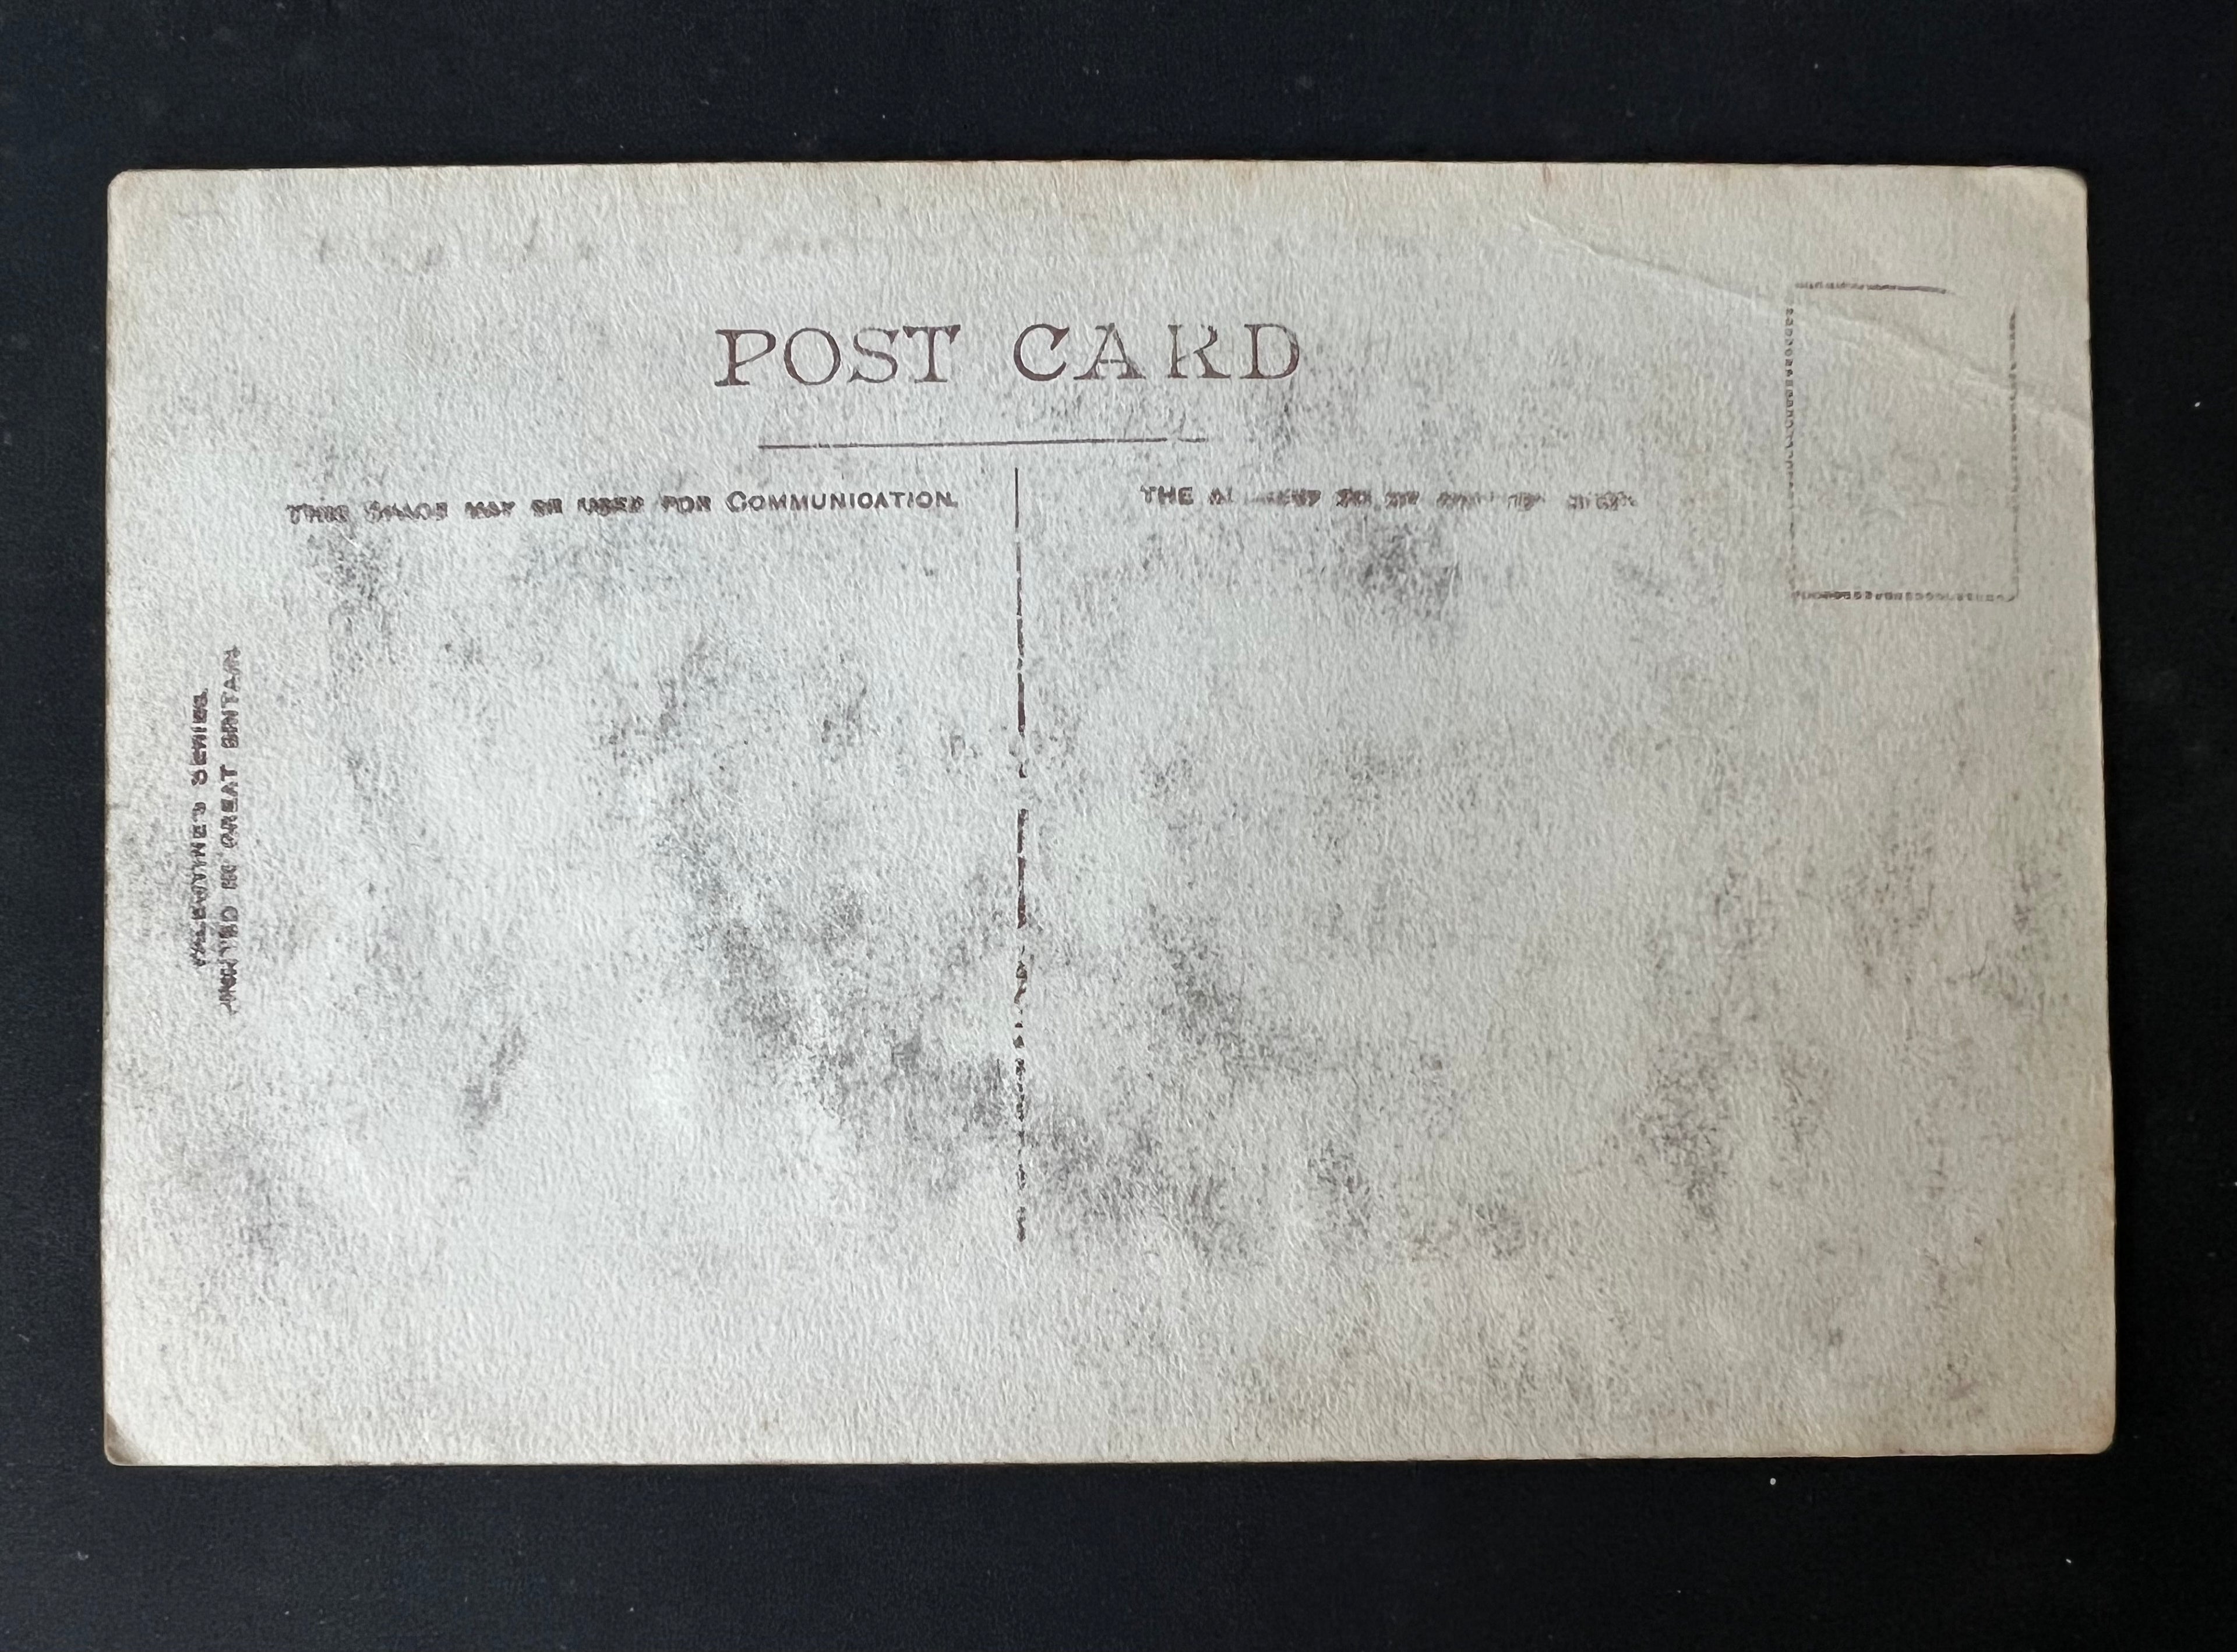 POST CARD
THIS SPACE MAY BE USED FOR COMMUNICATION.
THE
VALENTINE'S SERIES.
PRINTED IN GREAT BRITAIN